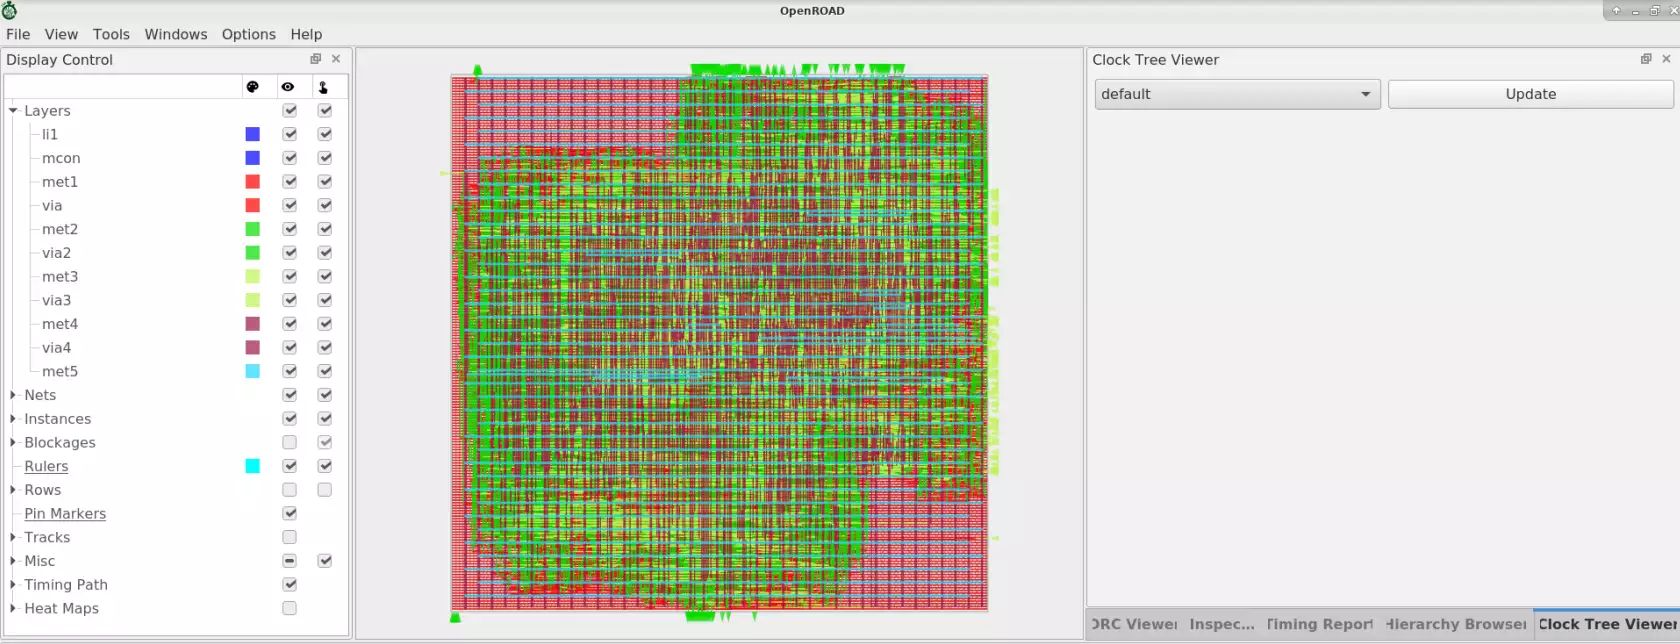 OpenROAD
File View Tools Windows Options Help
Display Control
Layers
li1
mcon
met1
via
met2
via2
met3
via3
met4
via4
met5
Nets
Instances
Blockages
Rulers
Rows
Pin Markers
Tracks
Misc
Timing Path
Heat Maps
Clock Tree Viewer
default Update
DRC Viewer Inspec... Timing Report Hierarchy Browser Clock Tree Viewer